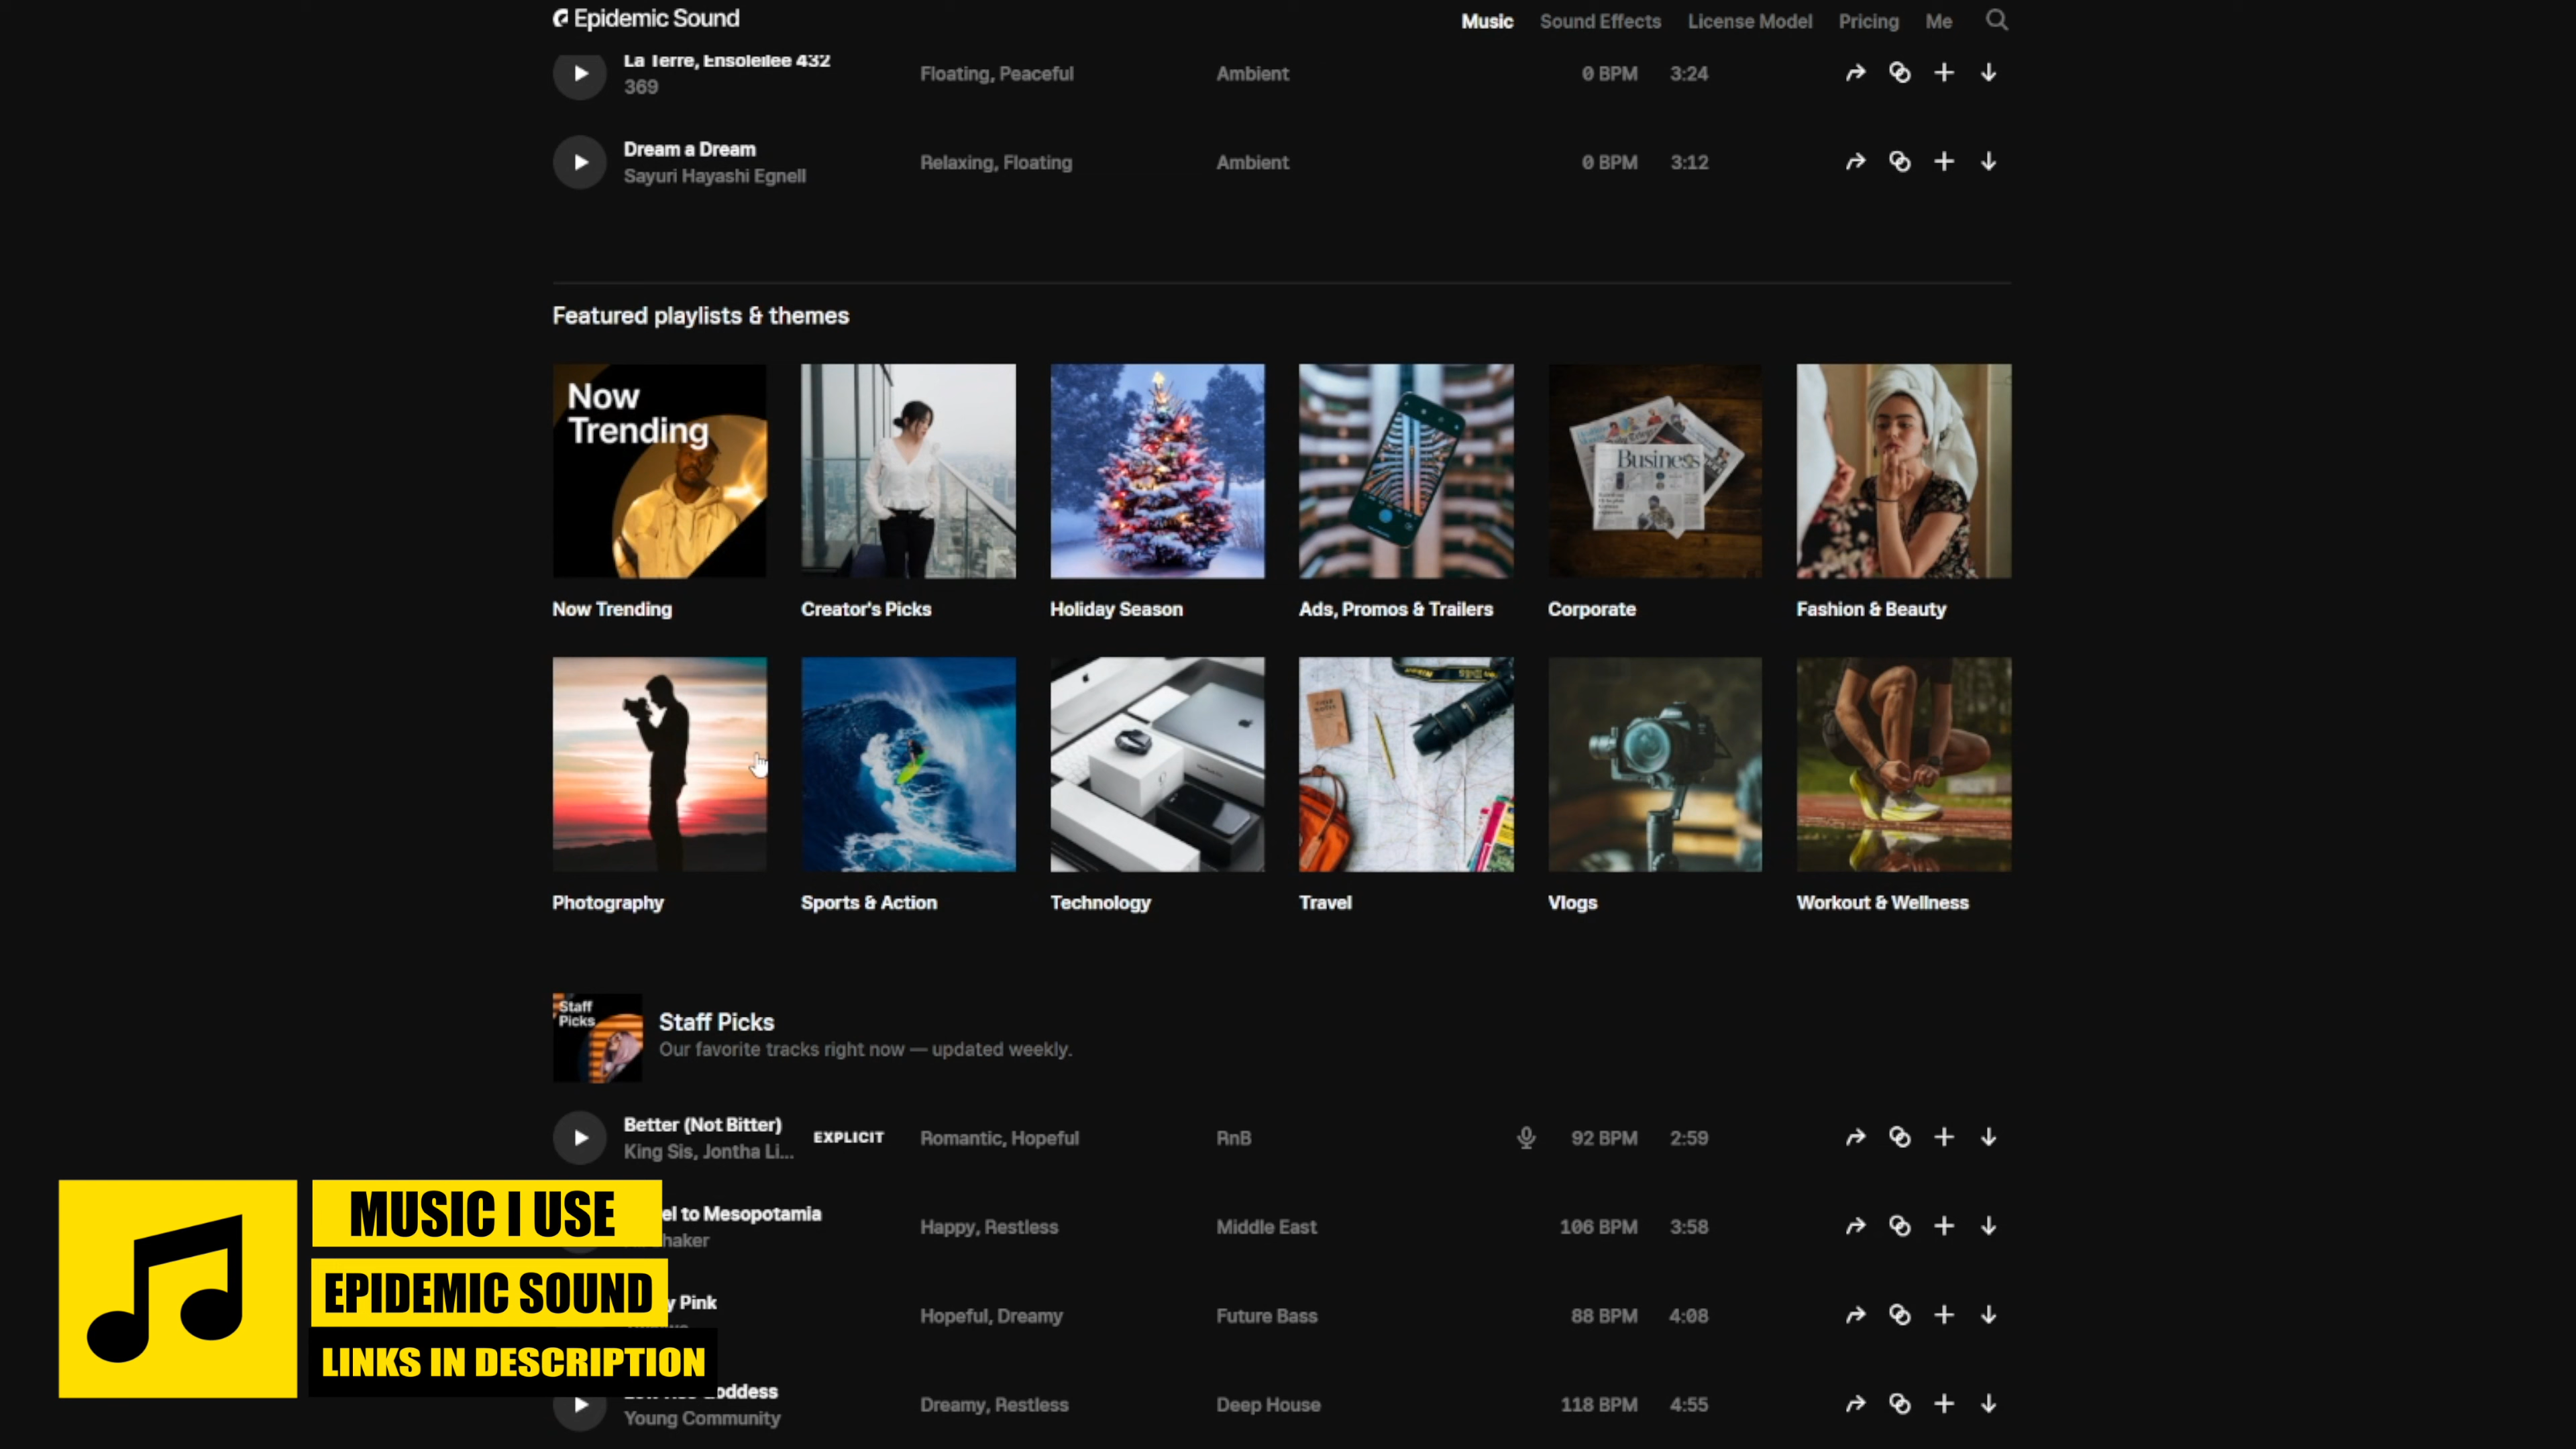 Epidemic Sound
Music Sound Effects License Model Pricing Me
La Terre, Ensoleilee 432
369
Floating, Peaceful Ambient 0 BPM 3:24
Dream a Dream
Sayuri Hayashi Egnell
Relaxing, Floating Ambient 0 BPM 3:12
Featured playlists & themes
Now
Trending
Business
Now Trending Creator's Picks Holiday Season Ads, Promos & Trailers Corporate Fashion & Beauty
Photography Sports & Action Technology Travel Vlogs Workout & Wellness
Staff
Picks
Staff Picks
Our favorite tracks right now — updated weekly.
Better (Not Bitter) EXPLICIT
King Sis, Jontha Li...
Romantic, Hopeful RnB 92 BPM 2:59
el to Mesopotamia
haker
Happy, Restless Middle East 106 BPM 3:58
y Pink
Hopeful, Dreamy Future Bass 88 BPM 4:08
oddess
Young Community
Dreamy, Restless Deep House 118 BPM 4:55
MUSIC I USE
EPIDEMIC SOUND
LINKS IN DESCRIPTION